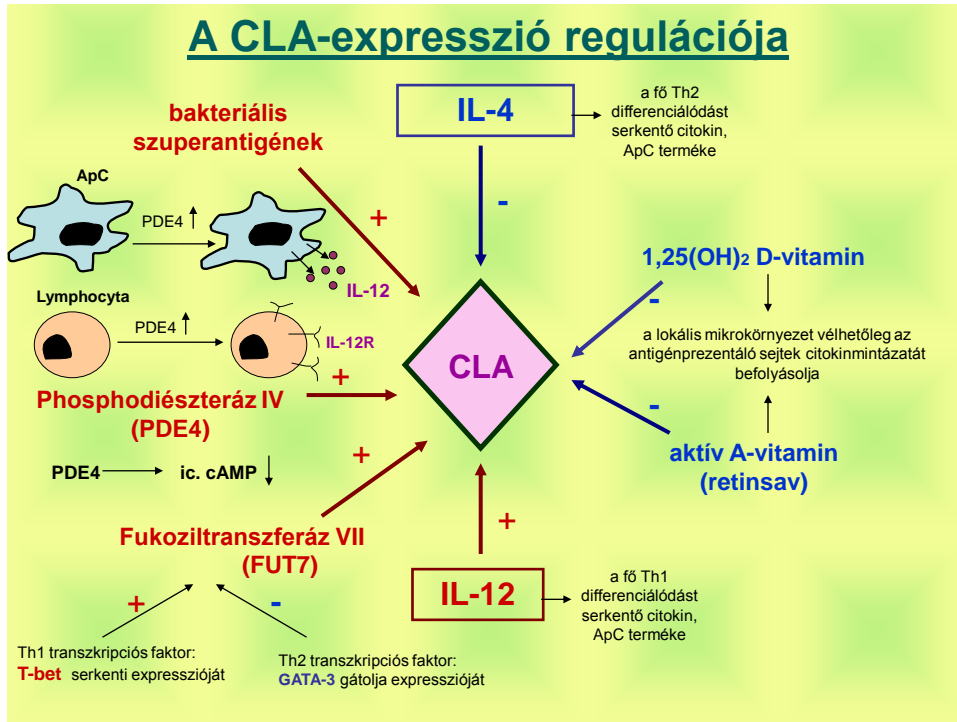 A CLA-expresszió regulációja
bakteriális
szuperantigének
IL-4
a fő Th2
differenciálódást
serkentő citokin,
ApC terméke
ApC
PDE4
IL-12
+
-
Lymphocyta
PDE4
IL-12R
+
Phosphodiészteráz IV
(PDE4)
PDE4
ic. cAMP
+
CLA
1,25(OH)2 D-vitamin
-
a lokális mikrokörnyezet vélhetőleg az
antigénprezentáló sejtek citokinmintázatát
befolyásolja
-
aktív A-vitamin
(retinsav)
Fukoziltranszferáz VII
(FUT7)
+
-
Th1 transzkripciós faktor:
T-bet serkenti expresszióját
Th2 transzkripciós faktor:
GATA-3 gátolja expresszióját
+
IL-12
a fő Th1
differenciálódást
serkentő citokin,
ApC terméke